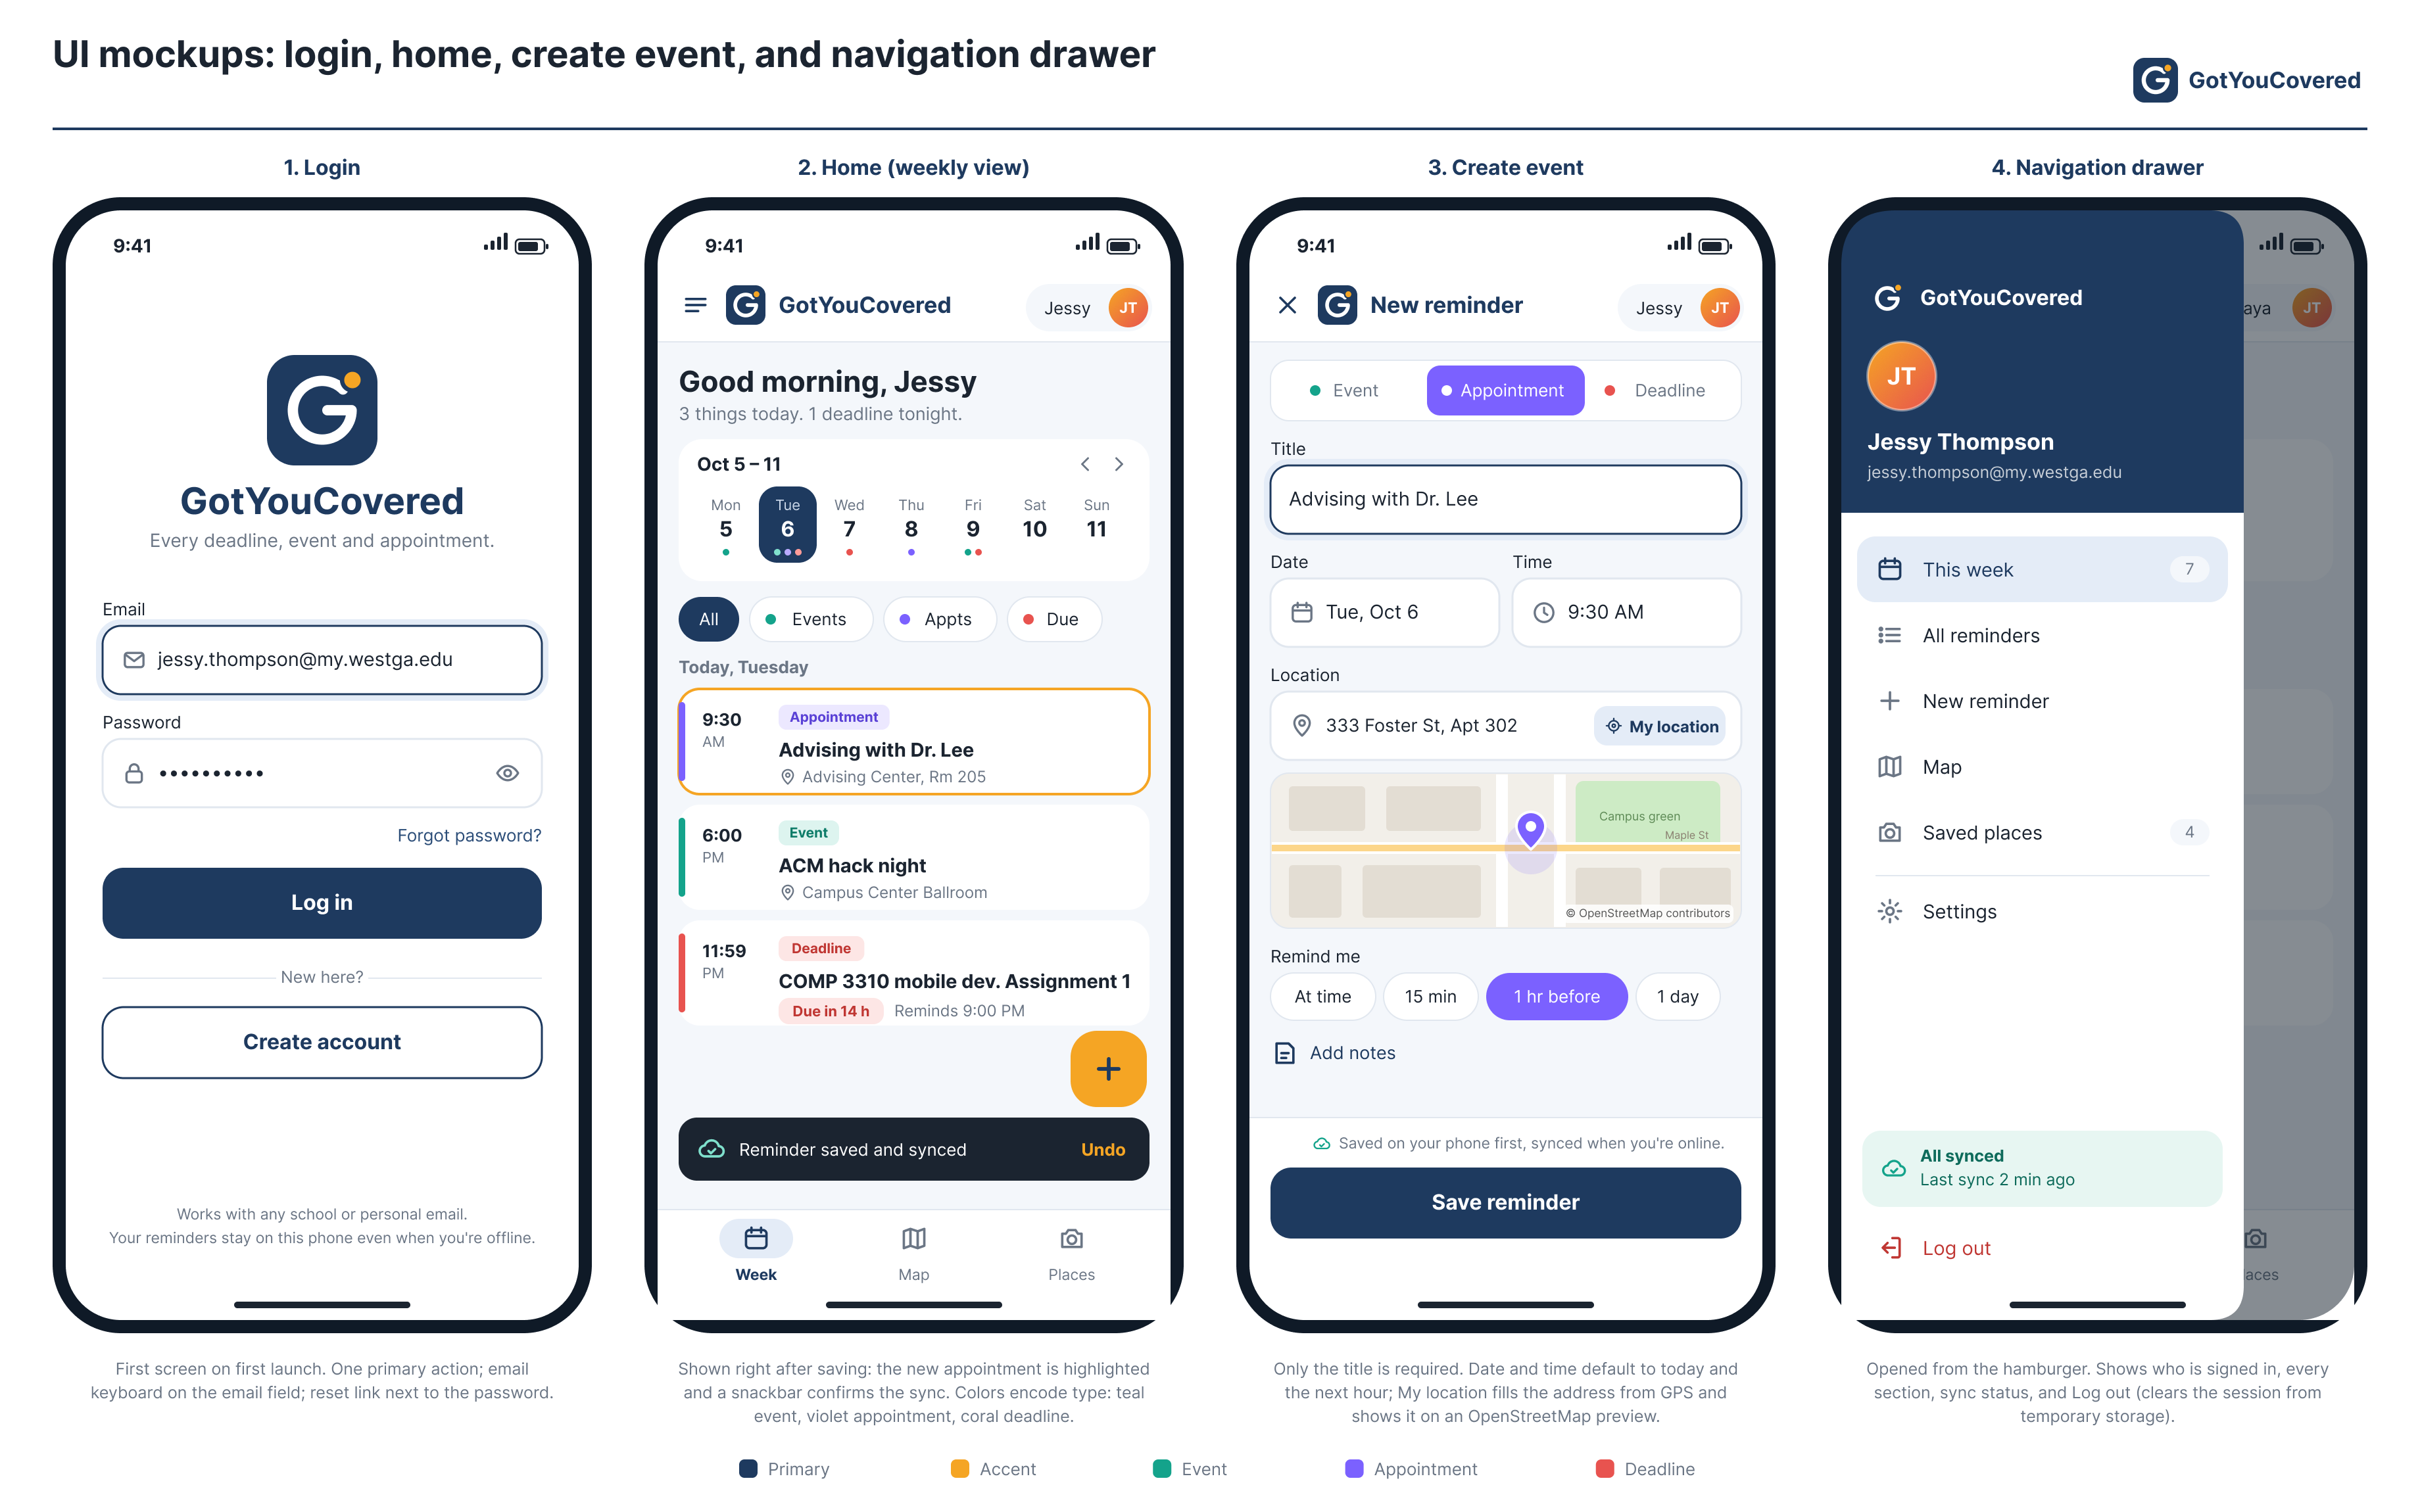 UI mockups: login, home, create event, and navigation drawer
GotYouCovered
1. Login
9:41
GotYouCovered
Every deadline, event and appointment.
Email
jessy.thompson@my.westga.edu
Password
••••••••••
Forgot password?
Log in
New here?
Create account
Works with any school or personal email.
Your reminders stay on this phone even when you're offline.
First screen on first launch. One primary action; email
keyboard on the email field; reset link next to the password.
2. Home (weekly view)
9:41
GotYouCovered
Jessy
JT
Good morning, Jessy
3 things today. 1 deadline tonight.
Oct 5 – 11
Mon Tue Wed Thu Fri Sat Sun
5 6 7 8 9 10 11
All Events Appts Due
Today, Tuesday
9:30
AM
Appointment
Advising with Dr. Lee
Advising Center, Rm 205
6:00
PM
Event
ACM hack night
Campus Center Ballroom
11:59
PM
Deadline
COMP 3310 mobile dev. Assignment 1
Due in 14 h Reminds 9:00 PM
+
Reminder saved and synced Undo
Week Map Places
Shown right after saving: the new appointment is highlighted
and a snackbar confirms the sync. Colors encode type: teal
event, violet appointment, coral deadline.
3. Create event
9:41
New reminder
Jessy
JT
Event Appointment Deadline
Title
Advising with Dr. Lee
Date Time
Tue, Oct 6 9:30 AM
Location
333 Foster St, Apt 302 My location
Campus green
Maple St
© OpenStreetMap contributors
Remind me
At time 15 min 1 hr before 1 day
Add notes
Saved on your phone first, synced when you're online.
Save reminder
Only the title is required. Date and time default to today and
the next hour; My location fills the address from GPS and
shows it on an OpenStreetMap preview.
4. Navigation drawer
GotYouCovered
aya
JT
JT
Jessy Thompson
jessy.thompson@my.westga.edu
This week 7
All reminders
New reminder
Map
Saved places 4
Settings
All synced
Last sync 2 min ago
Log out
laces
Opened from the hamburger. Shows who is signed in, every
section, sync status, and Log out (clears the session from
temporary storage).
Primary Accent Event Appointment Deadline